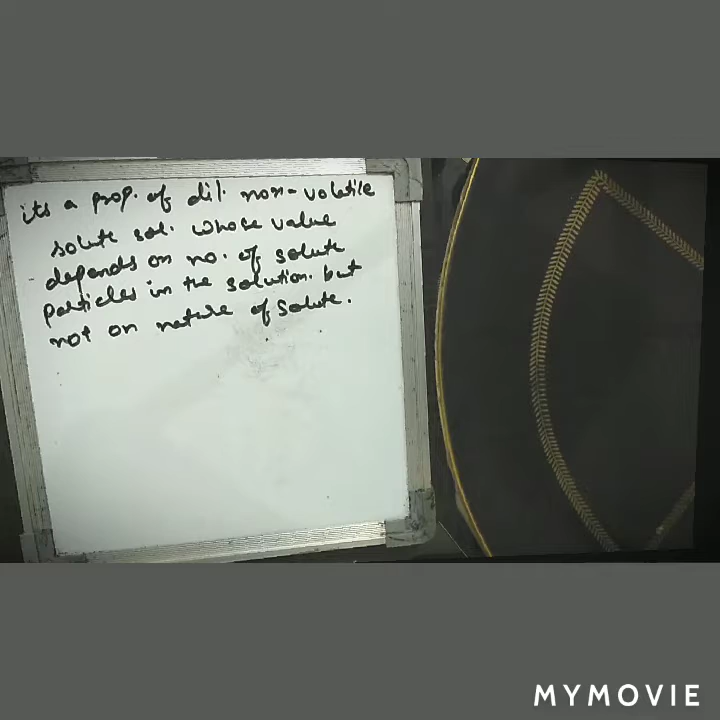 its a prop. of dil. non-volatile
solute sol. whose value
depends on no. of solute
particles in the solution. but
not on nature of solute.
MYMOVIE